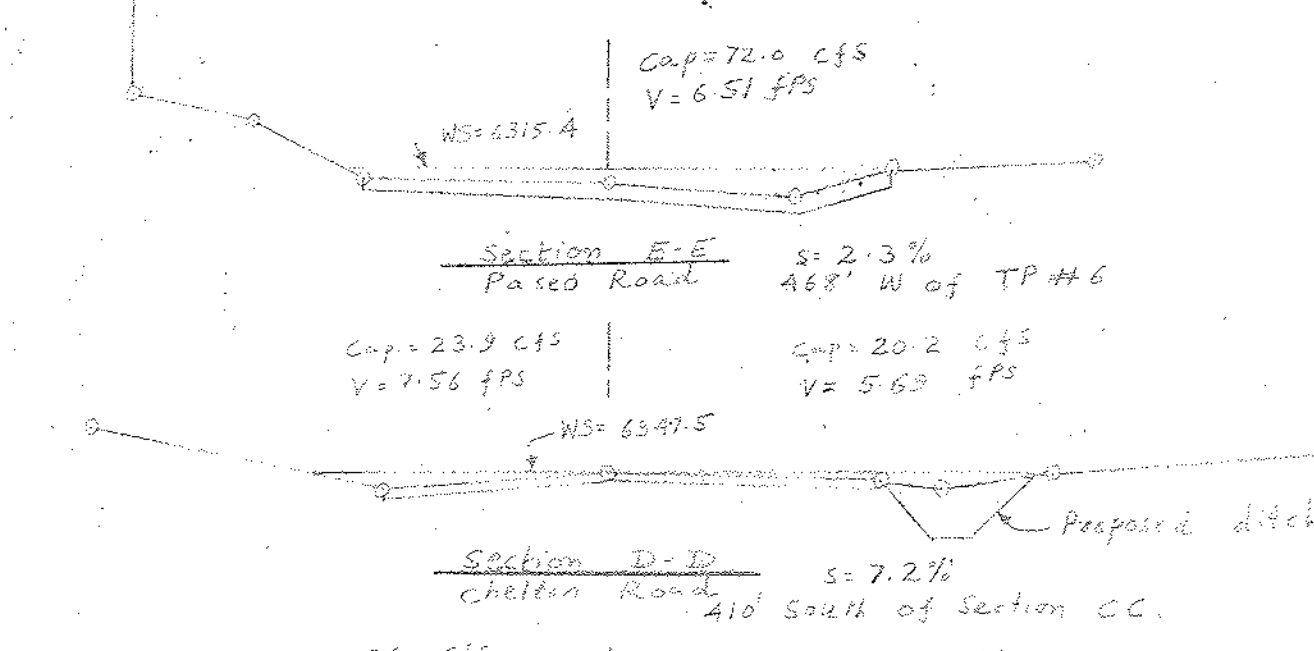 Cap = 72.0 cfs
V = 6.51 fps
WS = 6315.4
Section E-E s = 2.3%
Pased Road 468' W of TP # 6
Cap. = 23.9 cfs Cap = 20.2 cfs
V = 7.56 fps V = 5.69 fps
WS = 6347.5
Proposed ditch
Section D-D s = 7.2%
Chelton Road
410' South of Section CC.